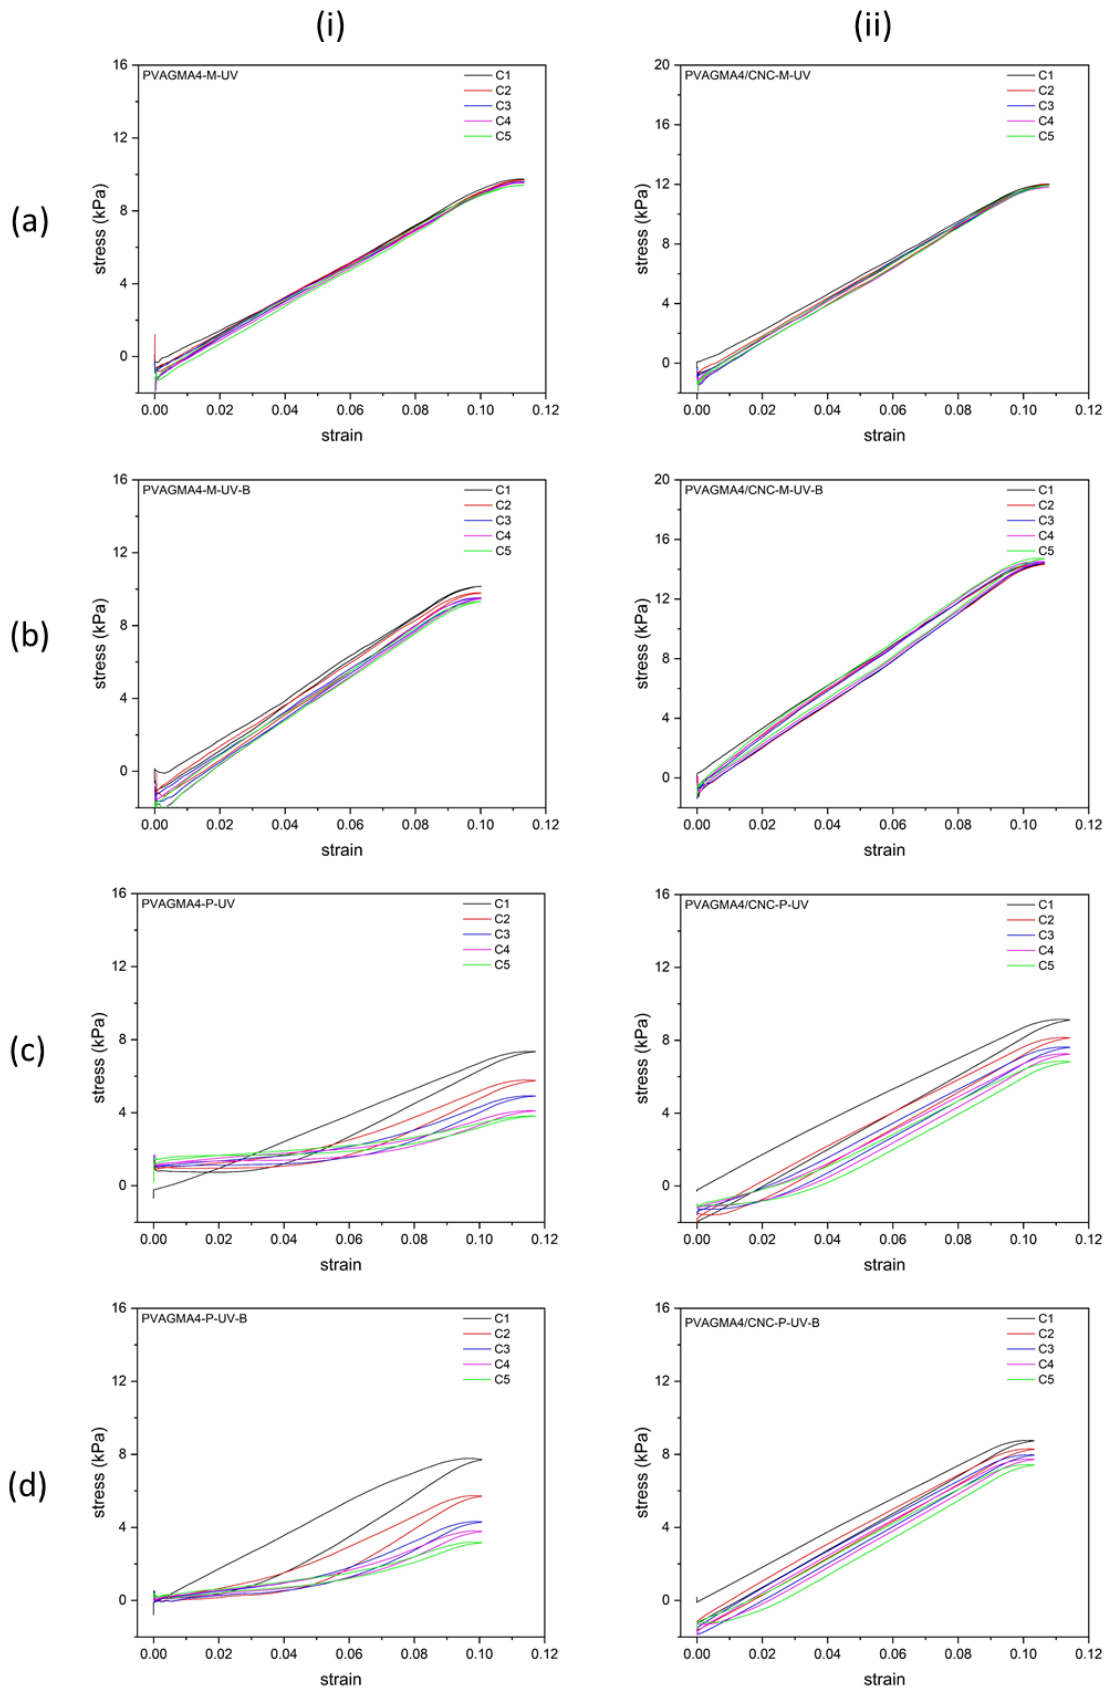 (i)
(ii)
(a)
PVAGMA4-M-UV
C1
C2
C3
C4
C5
16
12
8
4
0
stress (kPa)
0.00 0.02 0.04 0.06 0.08 0.10 0.12
strain
PVAGMA4/CNC-M-UV
C1
C2
C3
C4
C5
20
16
12
8
4
0
stress (kPa)
0.00 0.02 0.04 0.06 0.08 0.10 0.12
strain
(b)
PVAGMA4-M-UV-B
C1
C2
C3
C4
C5
16
12
8
4
0
stress (kPa)
0.00 0.02 0.04 0.06 0.08 0.10 0.12
strain
PVAGMA4/CNC-M-UV-B
C1
C2
C3
C4
C5
20
16
12
8
4
0
stress (kPa)
0.00 0.02 0.04 0.06 0.08 0.10 0.12
strain
(c)
PVAGMA4-P-UV
C1
C2
C3
C4
C5
16
12
8
4
0
stress (kPa)
0.00 0.02 0.04 0.06 0.08 0.10 0.12
strain
PVAGMA4/CNC-P-UV
C1
C2
C3
C4
C5
16
12
8
4
0
stress (kPa)
0.00 0.02 0.04 0.06 0.08 0.10 0.12
strain
(d)
PVAGMA4-P-UV-B
C1
C2
C3
C4
C5
16
12
8
4
0
stress (kPa)
0.00 0.02 0.04 0.06 0.08 0.10 0.12
strain
PVAGMA4/CNC-P-UV-B
C1
C2
C3
C4
C5
16
12
8
4
0
stress (kPa)
0.00 0.02 0.04 0.06 0.08 0.10 0.12
strain